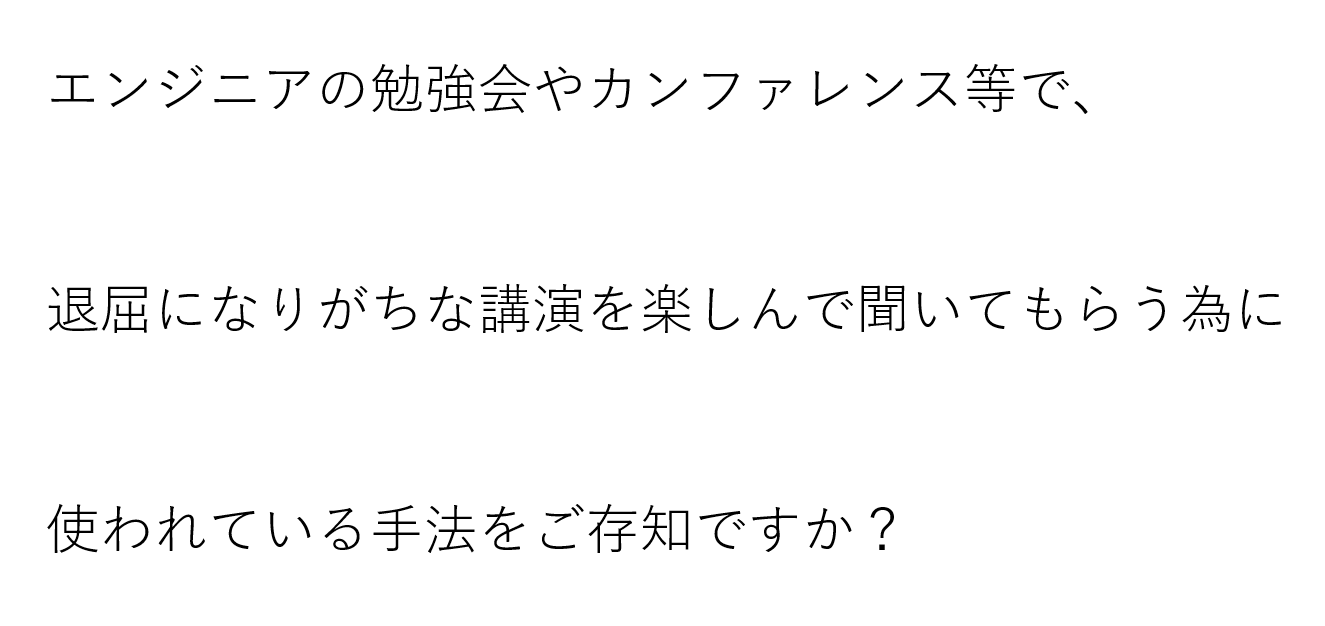 エンジニアの勉強会やカンファレンス等で、
退屈になりがちな講演を楽しんで聞いてもらう為に
使われている手法をご存知ですか？